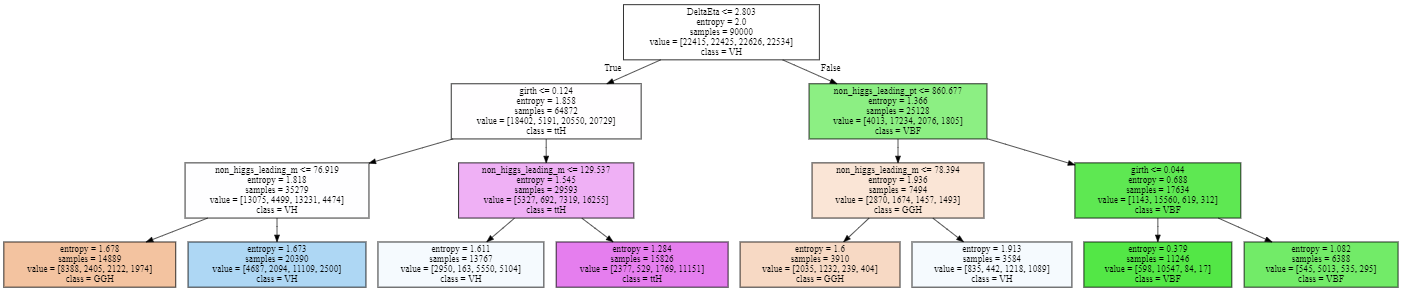 DeltaEta <= 2.803
entropy = 2.0
samples = 90000
value = [22415, 22425, 22626, 22534]
class = VH
True
False
girth <= 0.124
entropy = 1.858
samples = 64872
value = [18402, 5191, 20550, 20729]
class = ttH
non_higgs_leading_pt <= 860.677
entropy = 1.366
samples = 25128
value = [4013, 17234, 2076, 1805]
class = VBF
non_higgs_leading_m <= 76.919
entropy = 1.818
samples = 35279
value = [13075, 4499, 13231, 4474]
class = VH
non_higgs_leading_m <= 129.537
entropy = 1.545
samples = 29593
value = [5327, 692, 7319, 16255]
class = ttH
non_higgs_leading_m <= 78.394
entropy = 1.936
samples = 7494
value = [2870, 1674, 1457, 1493]
class = GGH
girth <= 0.044
entropy = 0.688
samples = 17634
value = [1143, 15560, 619, 312]
class = VBF
entropy = 1.678
samples = 14889
value = [8388, 2405, 2122, 1974]
class = GGH
entropy = 1.673
samples = 20390
value = [4687, 2094, 11109, 2500]
class = VH
entropy = 1.611
samples = 13767
value = [2950, 163, 5550, 5104]
class = VH
entropy = 1.284
samples = 15826
value = [2377, 529, 1769, 11151]
class = ttH
entropy = 1.6
samples = 3910
value = [2035, 1232, 239, 404]
class = GGH
entropy = 1.913
samples = 3584
value = [835, 442, 1218, 1089]
class = VH
entropy = 0.379
samples = 11246
value = [598, 10547, 84, 17]
class = VBF
entropy = 1.082
samples = 6388
value = [545, 5013, 535, 295]
class = VBF